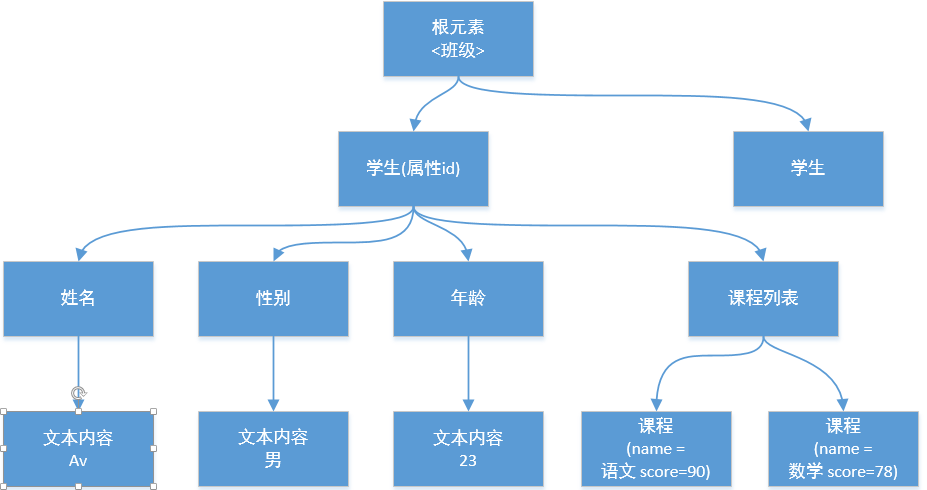 根元素
<班级>
学生(属性id)
学生
姓名
性别
年龄
课程列表
文本内容
Av
文本内容
男
文本内容
23
课程
(name =
语文 score=90)
课程
(name =
数学 score=78)